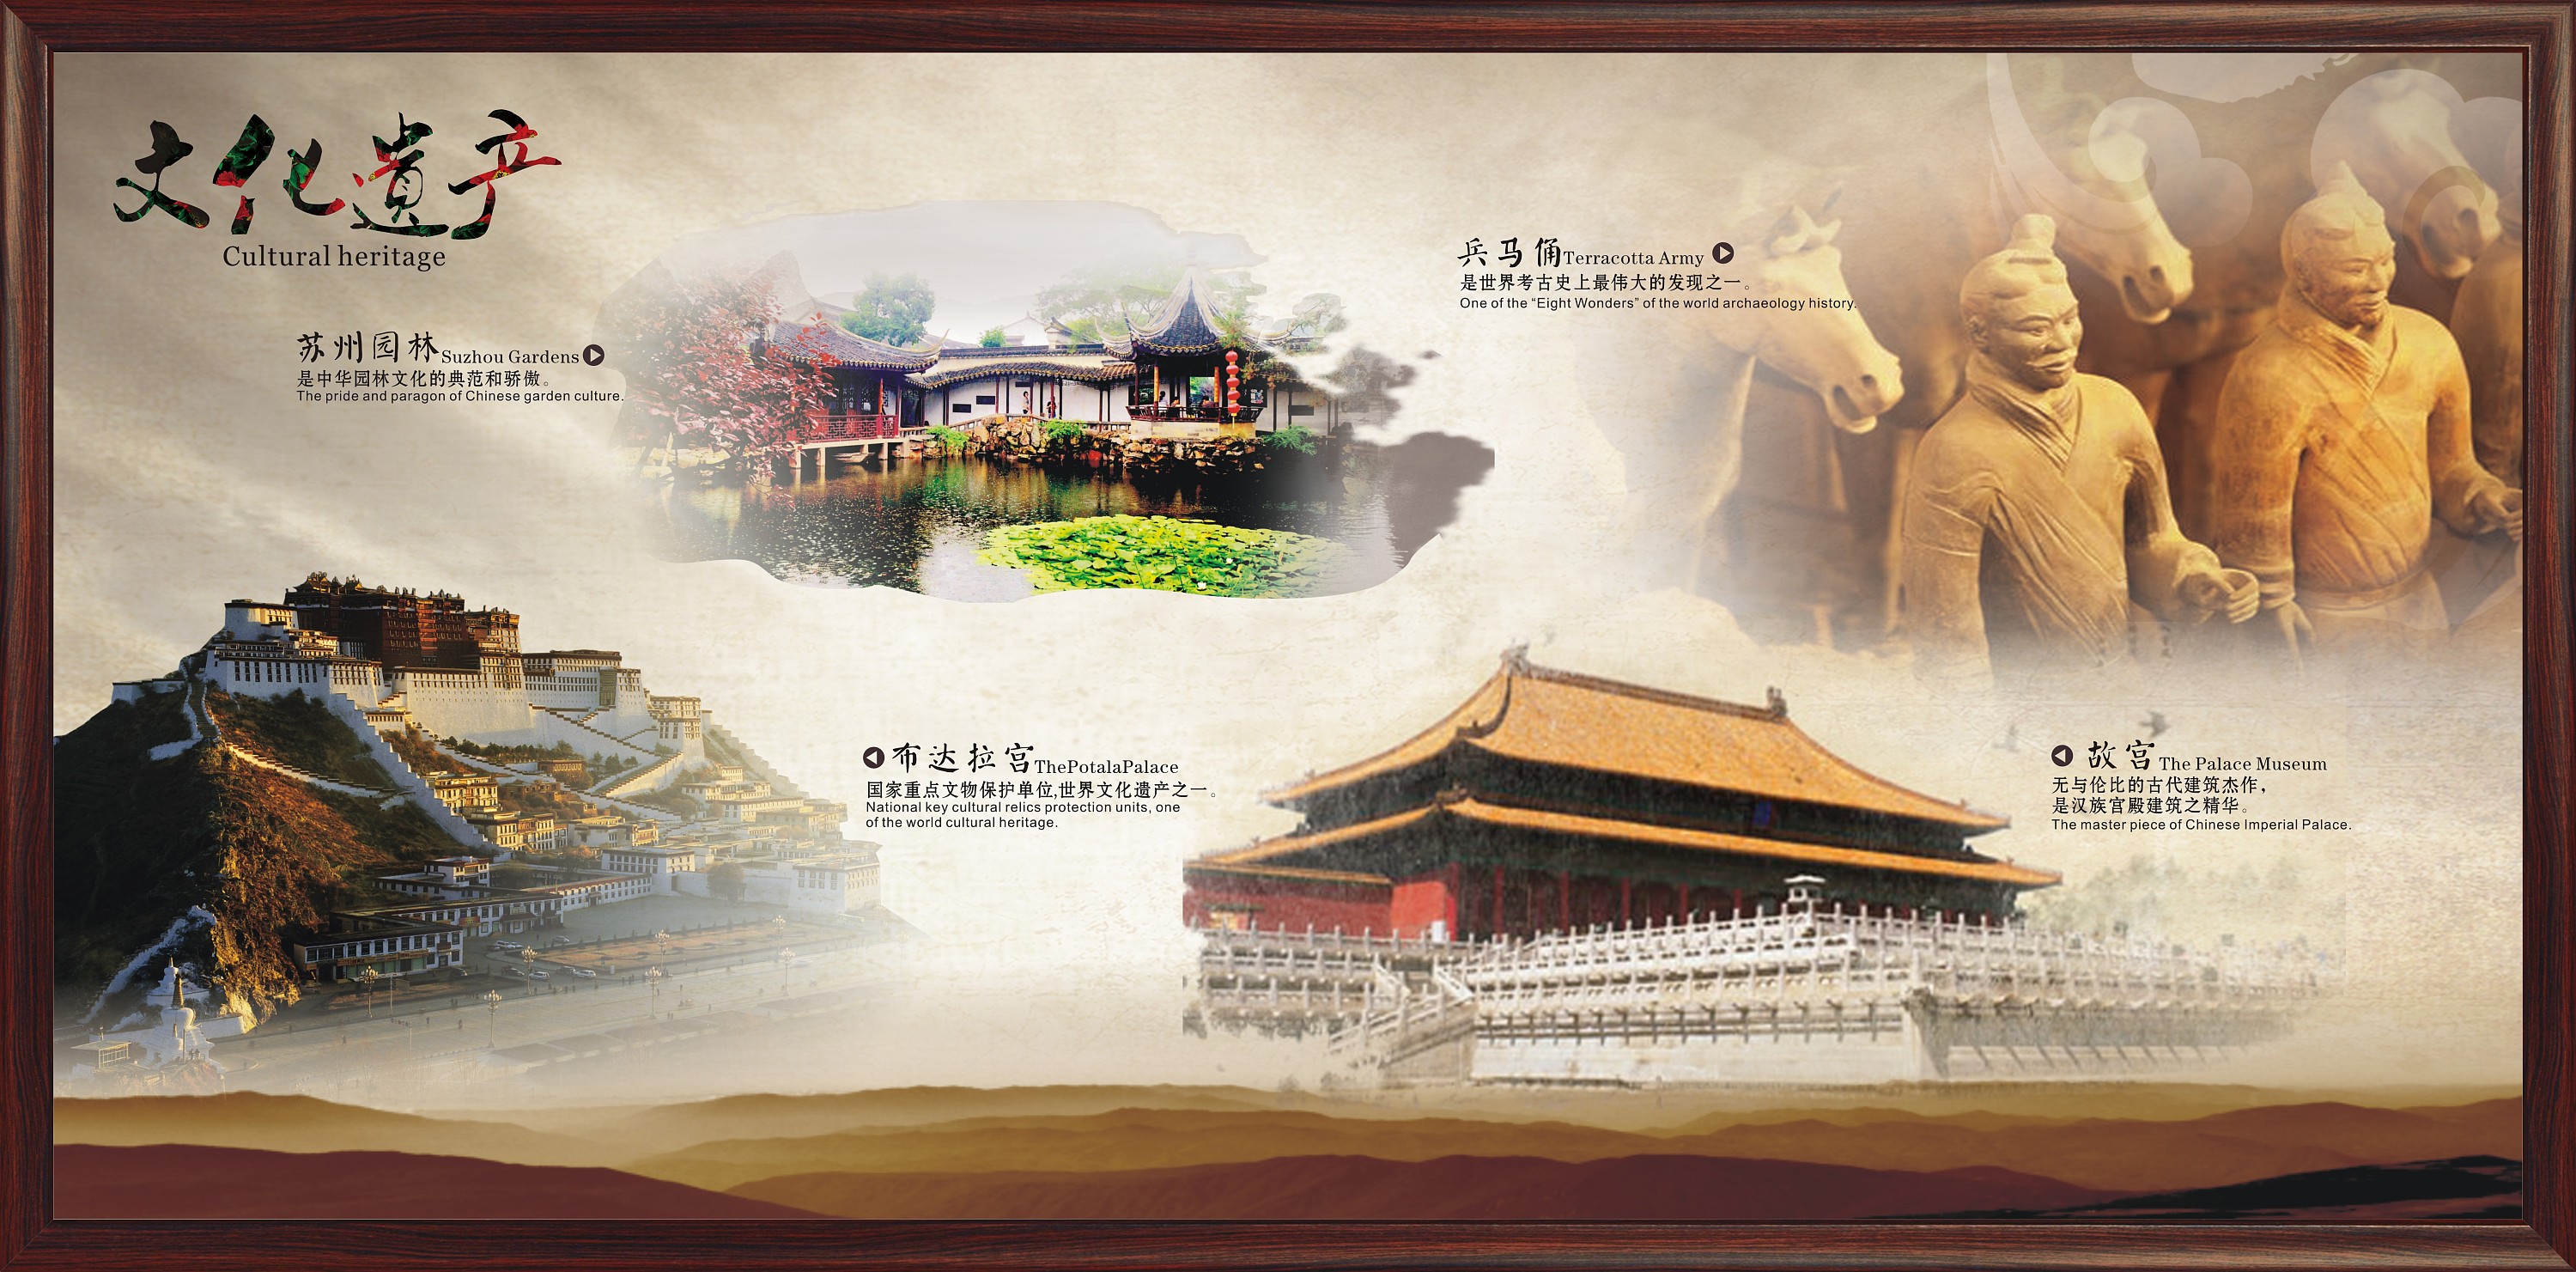 文化遗产
Cultural heritage
苏州园林Suzhou Gardens
是中华园林文化的典范和骄傲。
The pride and paragon of Chinese garden culture.
兵马俑Terracotta Army
是世界考古史上最伟大的发现之一。
One of the “Eight Wonders” of the world archaeology history.
布达拉宫ThePotalaPalace
国家重点文物保护单位,世界文化遗产之一。
National key cultural relics protection units, one
of the world cultural heritage.
故宫The Palace Museum
无与伦比的古代建筑杰作，
是汉族宫殿建筑之精华。
The master piece of Chinese Imperial Palace.